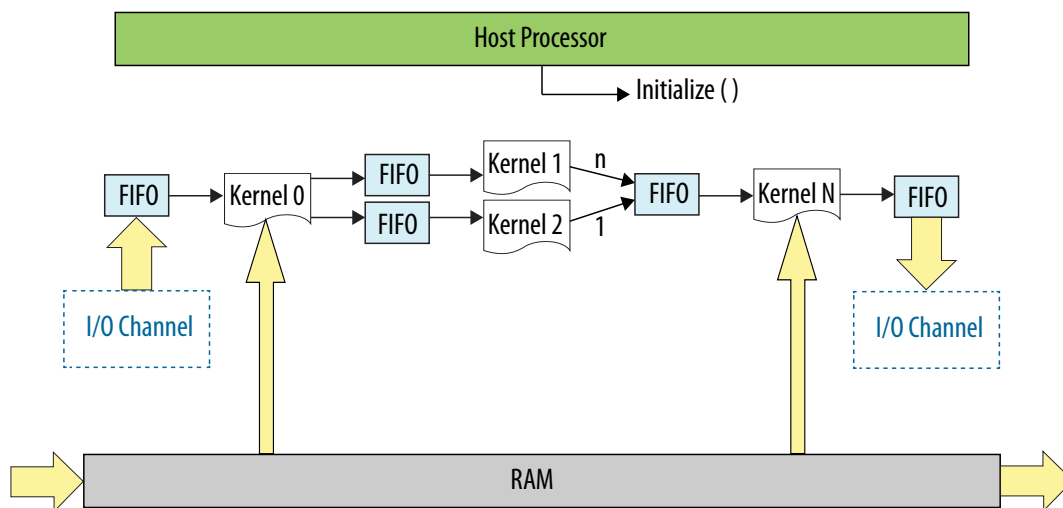 Host Processor
Initialize ( )
FIFO
Kernel 0
FIFO
FIFO
Kernel 1
Kernel 2
n
1
FIFO
Kernel N
FIFO
I/O Channel
I/O Channel
RAM